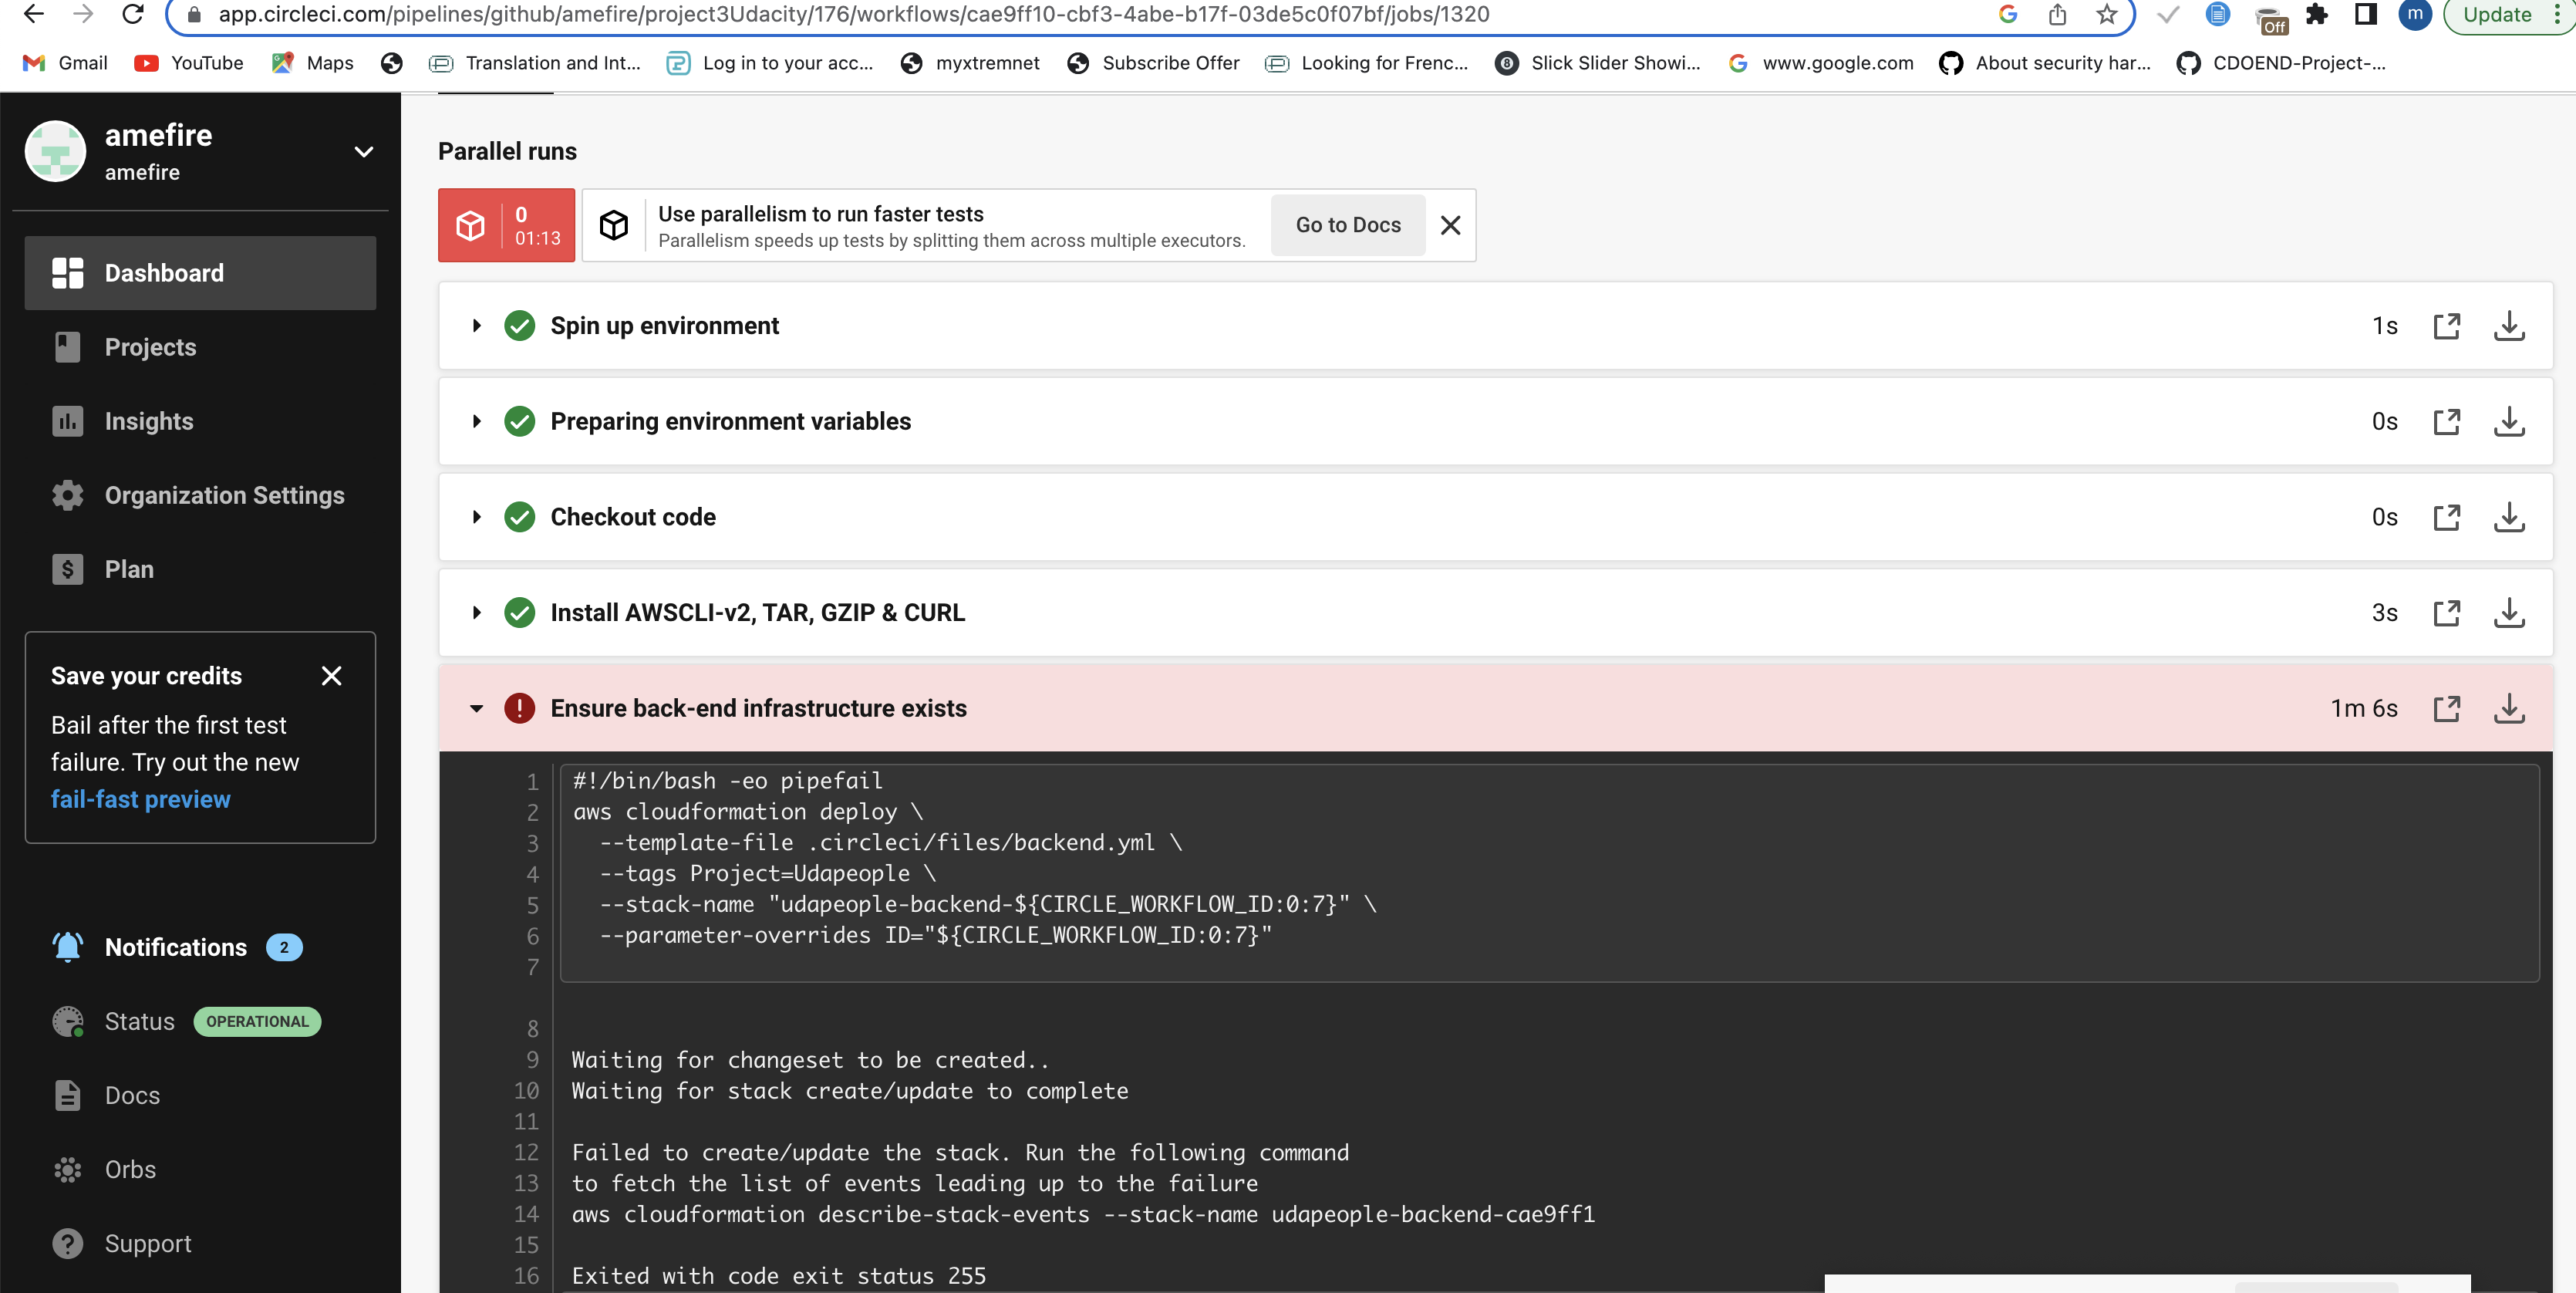 app.circleci.com/pipelines/github/amefire/project3Udacity/176/workflows/cae9ff10-cbf3-4abe-b17f-03de5c0f07bf/jobs/1320
Off
m
Update
Gmail
YouTube
Maps
Translation and Int...
Log in to your acc...
myxtremnet
Subscribe Offer
Looking for Frenc...
Slick Slider Showi...
www.google.com
About security har...
CDOEND-Project-...
amefire
amefire
Dashboard
Projects
Insights
Organization Settings
Plan
Save your credits
Bail after the first test
failure. Try out the new
fail-fast preview
Notifications 2
Status OPERATIONAL
Docs
Orbs
Support
Parallel runs
0
01:13
Use parallelism to run faster tests
Parallelism speeds up tests by splitting them across multiple executors.
Go to Docs
Spin up environment 1s
Preparing environment variables 0s
Checkout code 0s
Install AWSCLI-v2, TAR, GZIP & CURL 3s
Ensure back-end infrastructure exists 1m 6s
1 #!/bin/bash -eo pipefail
2 aws cloudformation deploy \
3 --template-file .circleci/files/backend.yml \
4 --tags Project=Udapeople \
5 --stack-name "udapeople-backend-${CIRCLE_WORKFLOW_ID:0:7}" \
6 --parameter-overrides ID="${CIRCLE_WORKFLOW_ID:0:7}"
7
8
9 Waiting for changeset to be created..
10 Waiting for stack create/update to complete
11
12 Failed to create/update the stack. Run the following command
13 to fetch the list of events leading up to the failure
14 aws cloudformation describe-stack-events --stack-name udapeople-backend-cae9ff1
15
16 Exited with code exit status 255